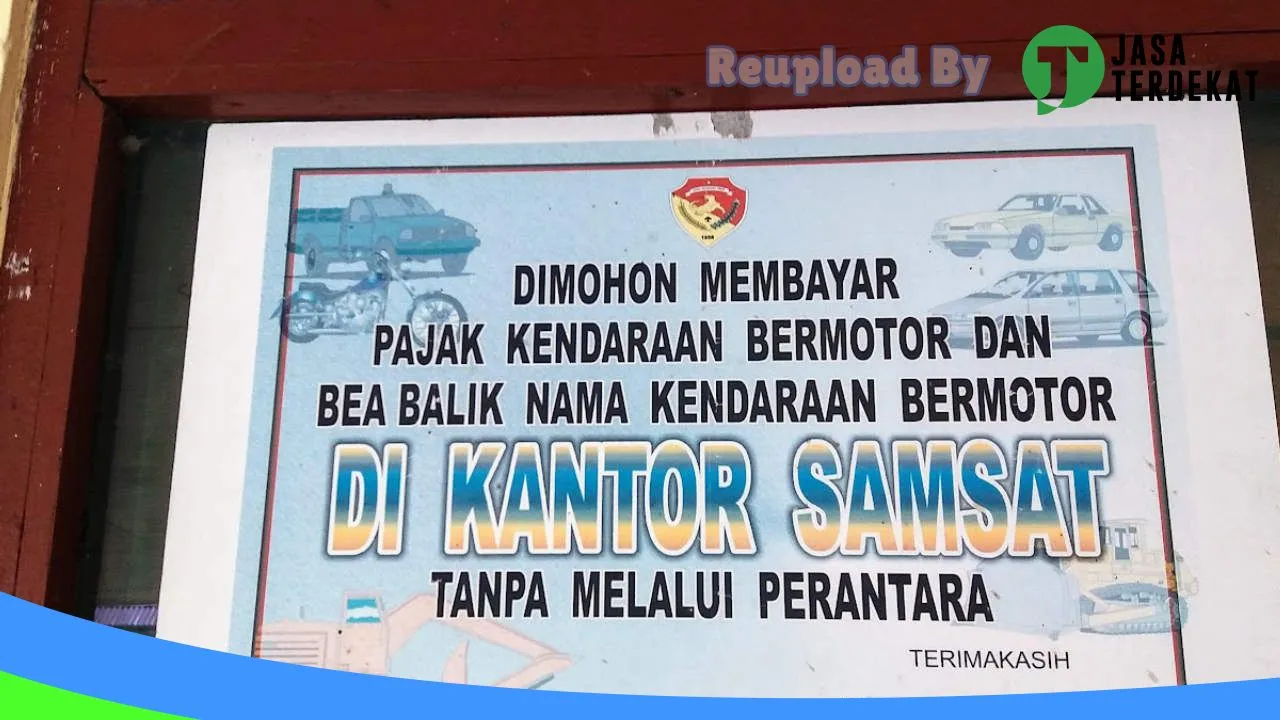 Reupload By
JASA
TERDEKAT
1958
DIMOHON MEMBAYAR
PAJAK KENDARAAN BERMOTOR DAN
BEA BALIK NAMA KENDARAAN BERMOTOR
DI KANTOR SAMSAT
TANPA MELALUI PERANTARA
TERIMAKASIH